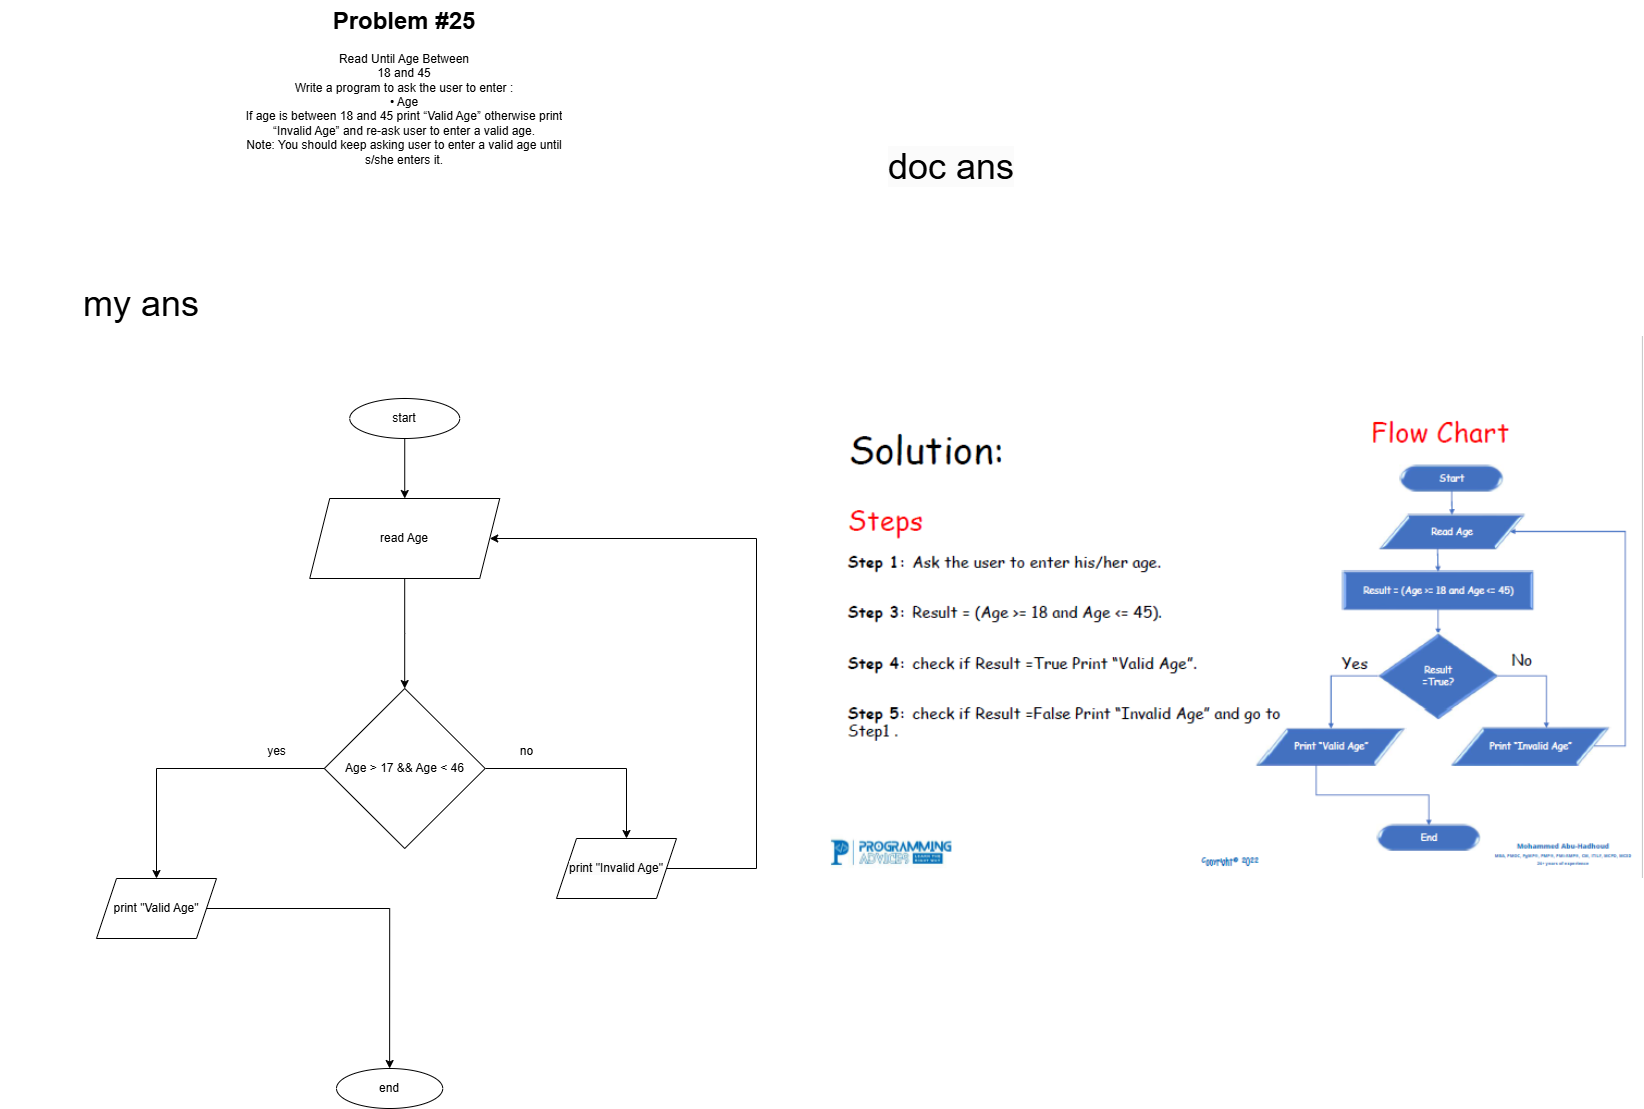 Problem #25
Read Until Age Between
18 and 45
Write a program to ask the user to enter :
• Age
If age is between 18 and 45 print “Valid Age” otherwise print
“Invalid Age” and re-ask user to enter a valid age.
Note: You should keep asking user to enter a valid age until
s/she enters it.
doc ans
my ans
start
read Age
yes
no
Age > 17 && Age < 46
print "Invalid Age"
print "Valid Age"
end
Solution:
Steps
Step 1: Ask the user to enter his/her age.
Step 3: Result = (Age >= 18 and Age <= 45).
Step 4: check if Result =True Print “Valid Age”.
Step 5: check if Result =False Print “Invalid Age” and go to
Step1 .
Flow Chart
Start
Read Age
Result = (Age >= 18 and Age <= 45)
Yes
No
Result
=True?
Print “Valid Age”
Print “Invalid Age”
End
PROGRAMMING
ADVICES
Copyright© 2022
Mohammed Abu-Hadhoud